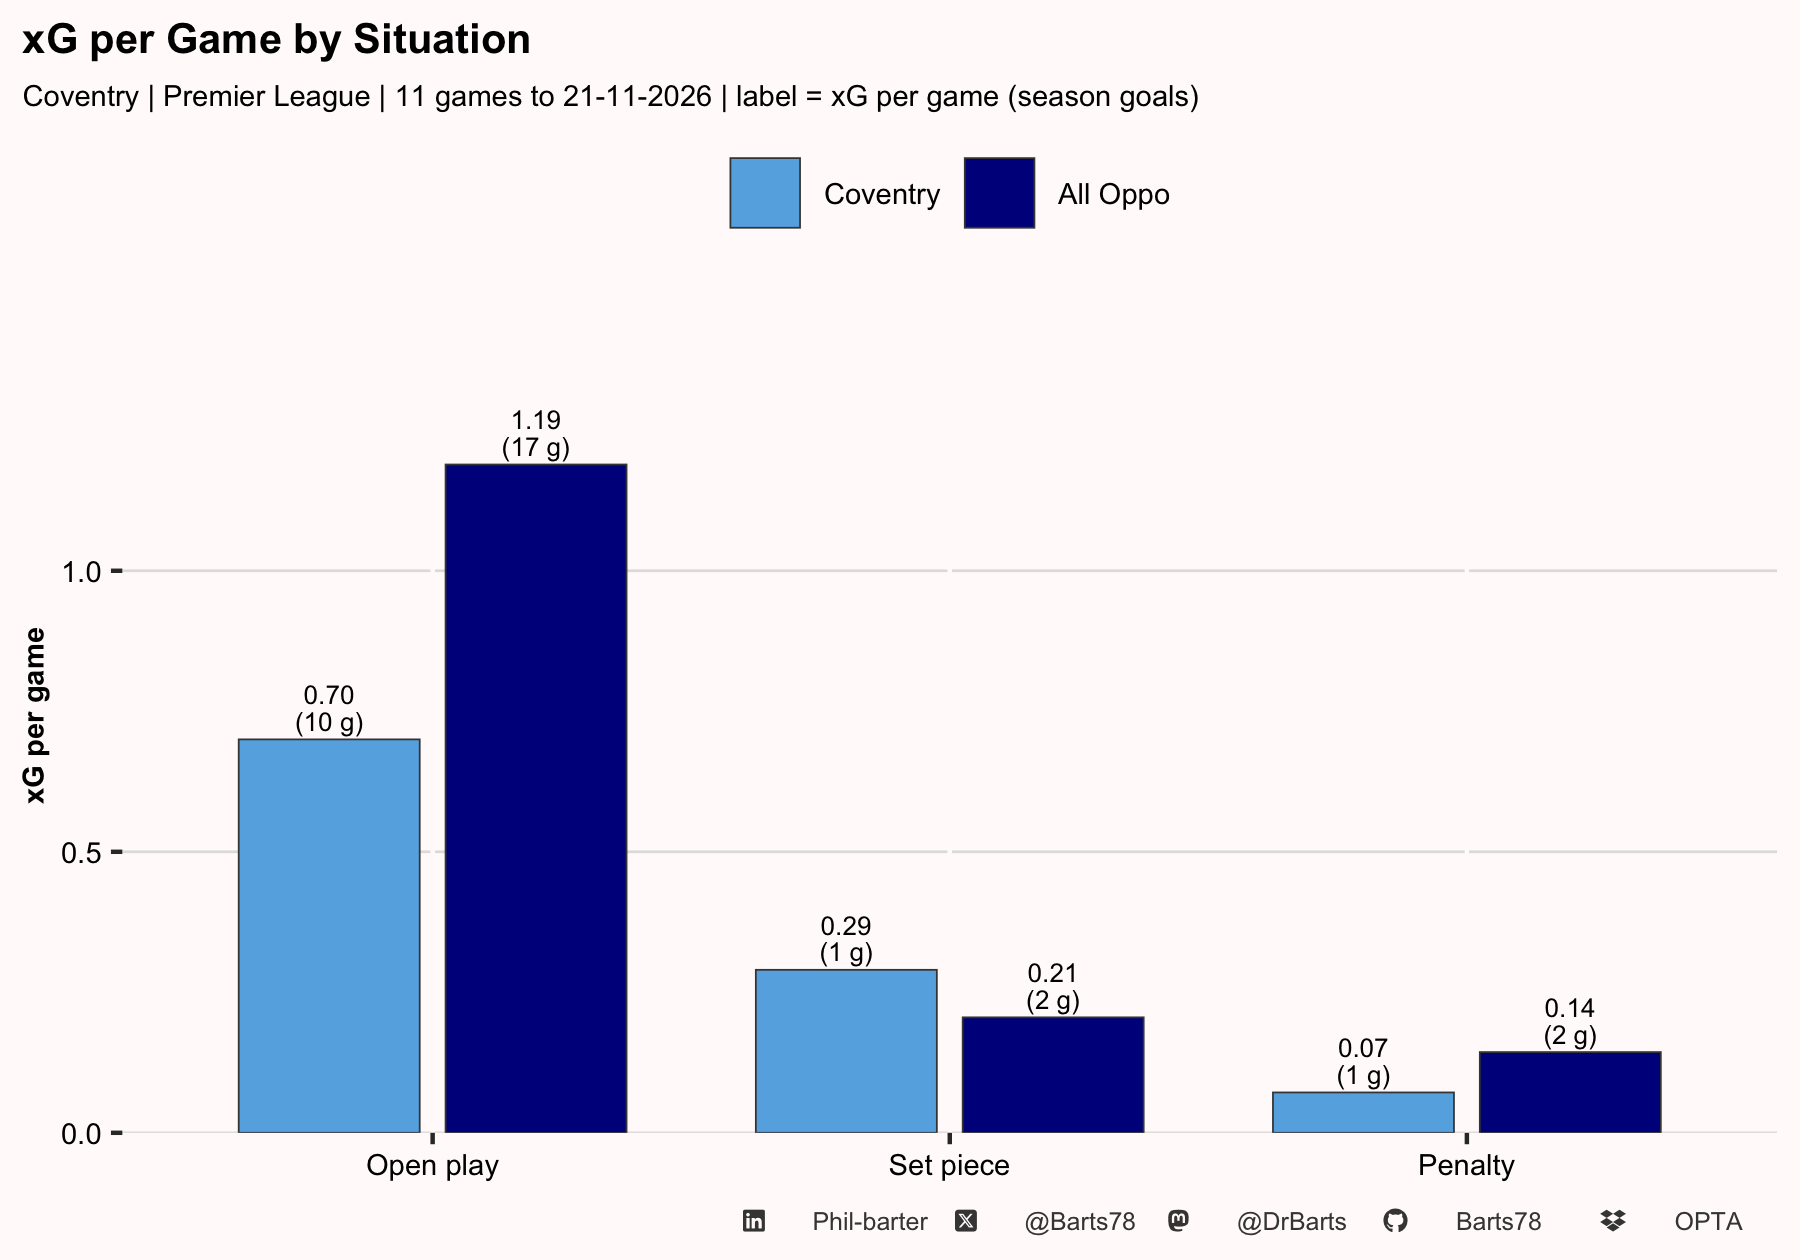 xG per Game by Situation
Coventry | Premier League | 11 games to 21-11-2026 | label = xG per game (season goals)
Coventry
All Oppo
xG per game
1.0
0.5
0.0
0.70
(10 g)
1.19
(17 g)
0.29
(1 g)
0.21
(2 g)
0.07
(1 g)
0.14
(2 g)
Open play
Set piece
Penalty
Phil-barter @Barts78 @DrBarts Barts78 OPTA